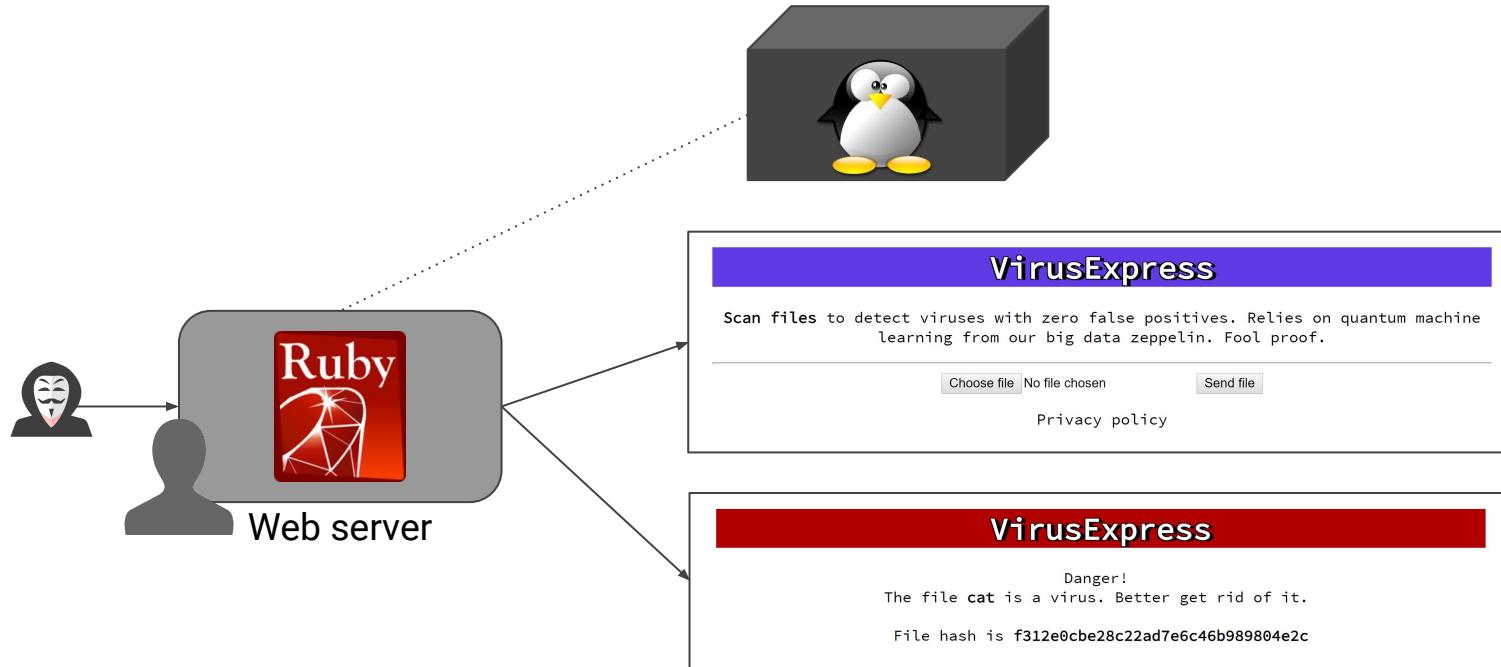 Ruby
Web server
VirusExpress
Scan files to detect viruses with zero false positives. Relies on quantum machine
learning from our big data zeppelin. Fool proof.
Choose file No file chosen Send file
Privacy policy
VirusExpress
Danger!
The file cat is a virus. Better get rid of it.
File hash is f312e0cbe28c22ad7e6c46b989804e2c